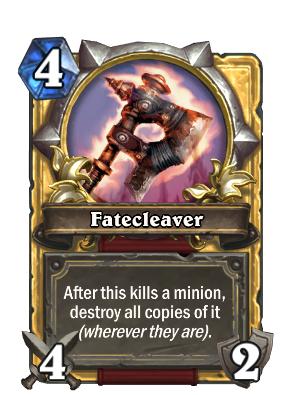 4
Fatecleaver
After this kills a minion,
destroy all copies of it
(wherever they are).
4
2